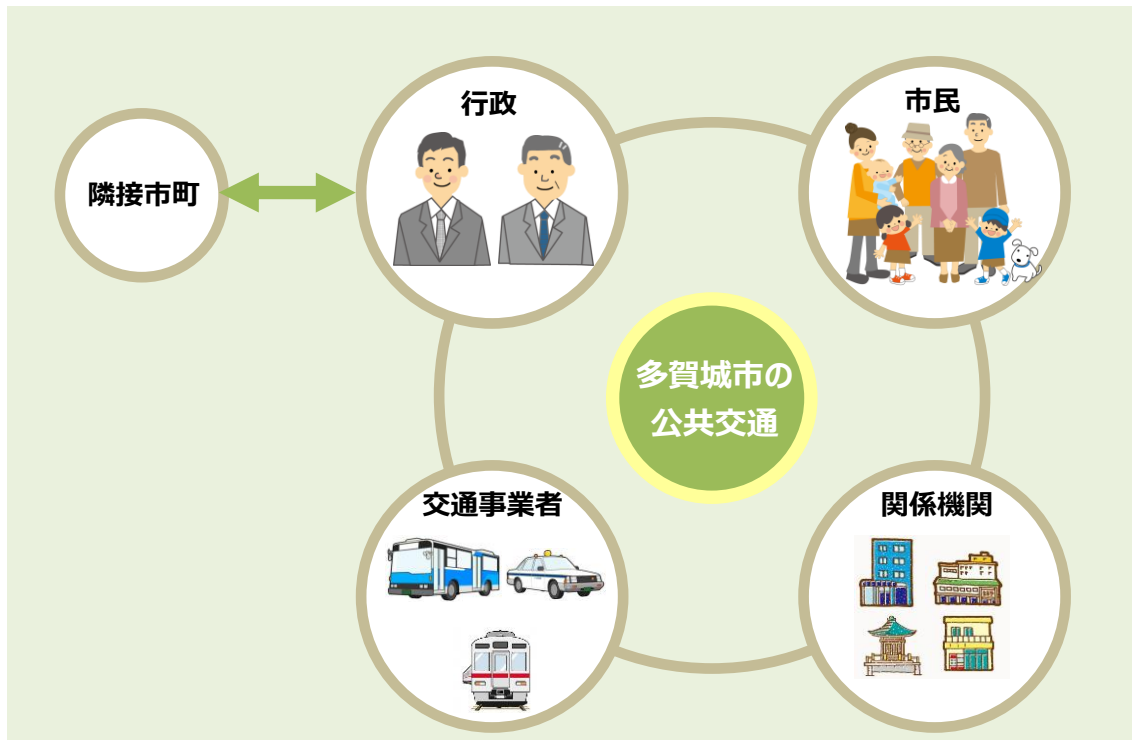 行政
市民
隣接市町
多賀城市の
公共交通
交通事業者
関係機関